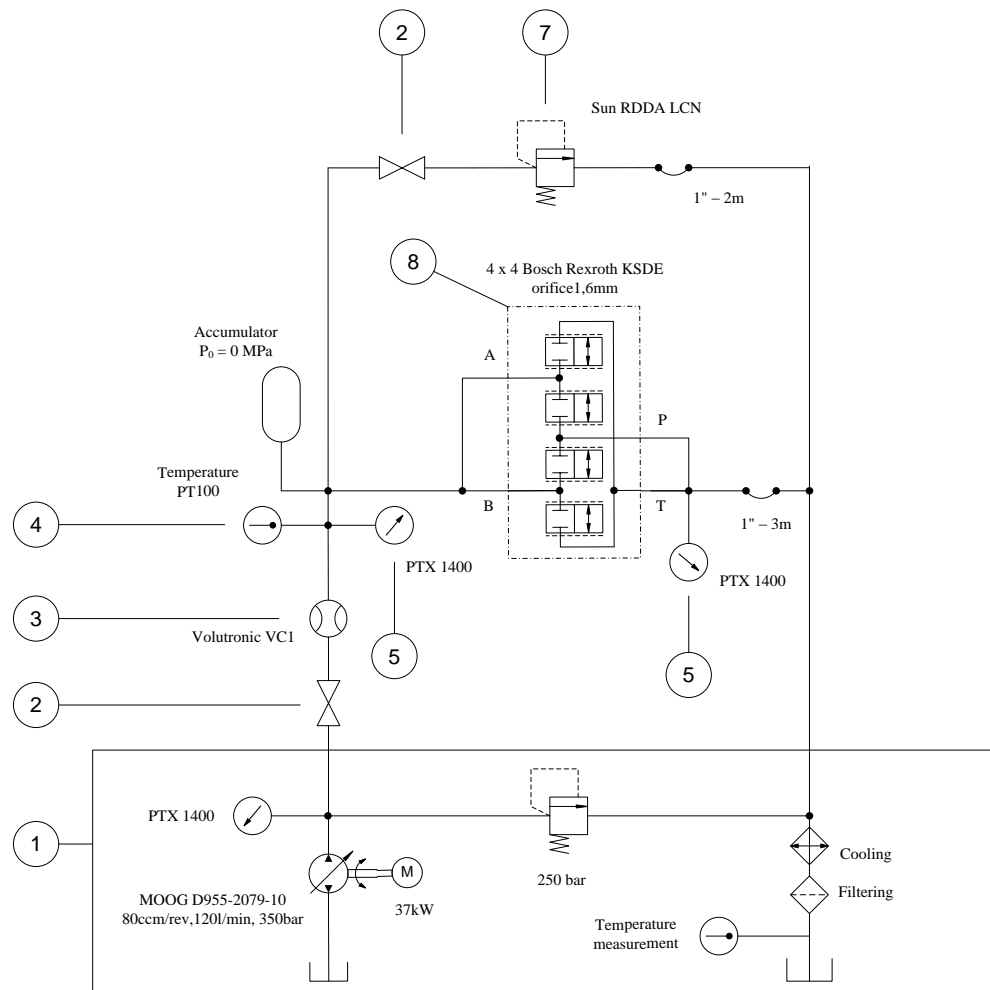 2
7
Sun RDDA LCN
1" – 2m
8
4 x 4 Bosch Rexroth KSDE
orifice1,6mm
Accumulator
P₀ = 0 MPa
A
P
Temperature
PT100
B
T
4
1" – 3m
PTX 1400
PTX 1400
3
Volutronic VC1
5
5
2
PTX 1400
1
Cooling
M
250 bar
Filtering
MOOG D955-2079-10
80ccm/rev,120l/min, 350bar
37kW
Temperature
measurement